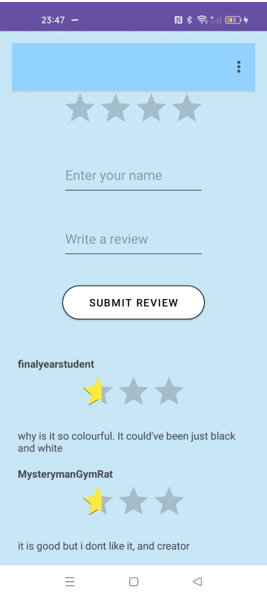 23:47
Enter your name
Write a review
SUBMIT REVIEW
finalyearstudent
why is it so colourful. It could've been just black
and white
MysterymanGymRat
it is good but i dont like it, and creator